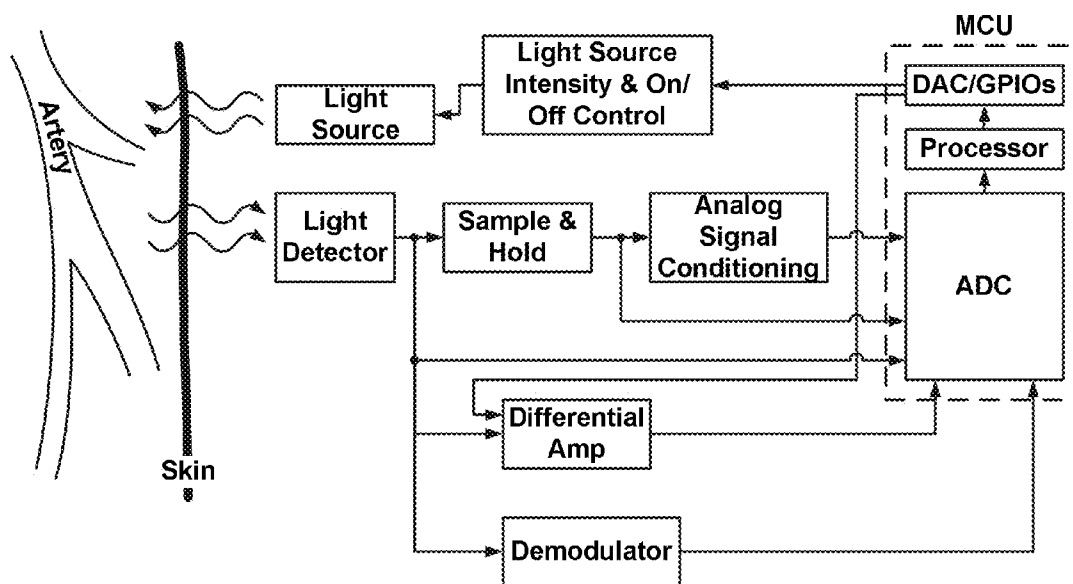 MCU
Light Source
Intensity & On/
Off Control
DAC/GPIOs
Light
Source
Processor
Artery
Light
Detector
Sample &
Hold
Analog
Signal
Conditioning
ADC
Differential
Amp
Skin
Demodulator